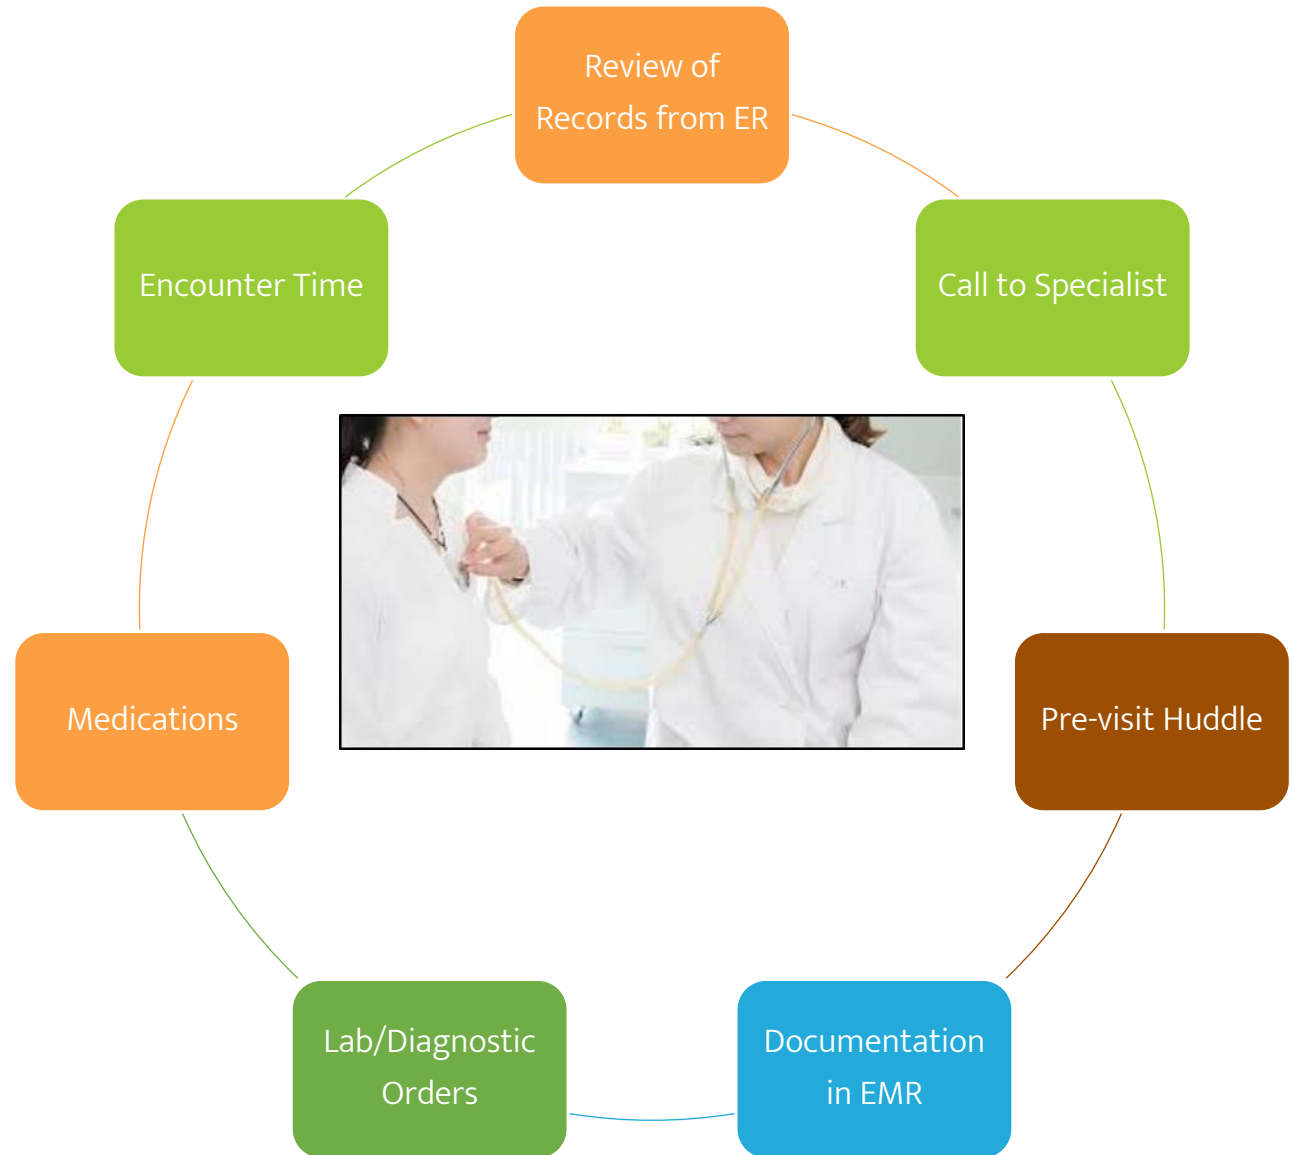 Review of
Records from ER
Call to Specialist
Pre-visit Huddle
Documentation
in EMR
Lab/Diagnostic
Orders
Medications
Encounter Time